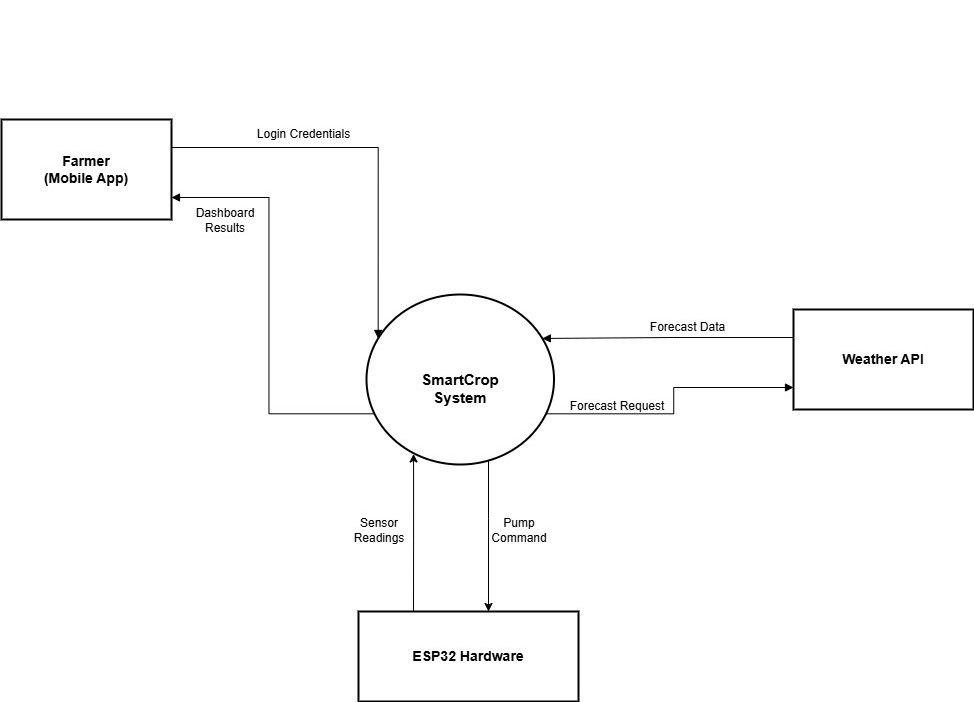 Login Credentials
Farmer
(Mobile App)
Dashboard
Results
Forecast Data
Weather API
SmartCrop
System
Forecast Request
Sensor
Readings
Pump
Command
ESP32 Hardware